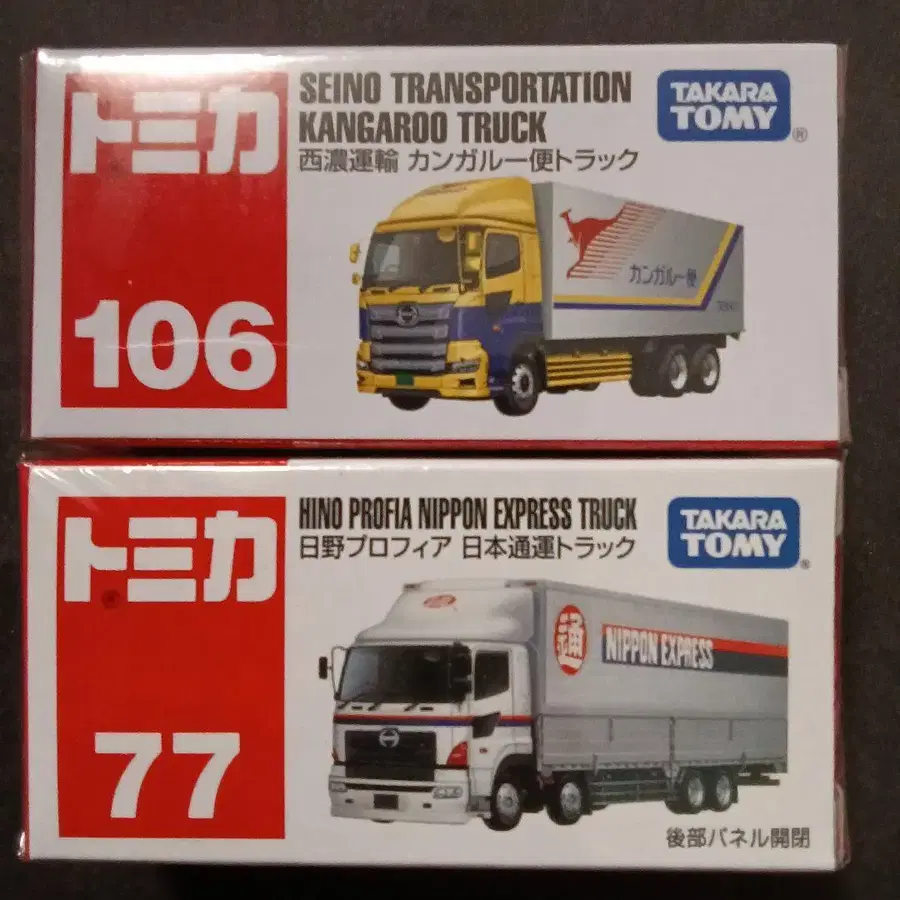 トミカ
106
SEINO TRANSPORTATION
KANGAROO TRUCK
西濃運輸 カンガルー便トラック
TAKARA
TOMY
®
カンガルー便
トミカ
77
HINO PROFIA NIPPON EXPRESS TRUCK
日野プロフィア 日本通運トラック
TAKARA
TOMY
®
通
NIPPON EXPRESS
後部パネル開閉